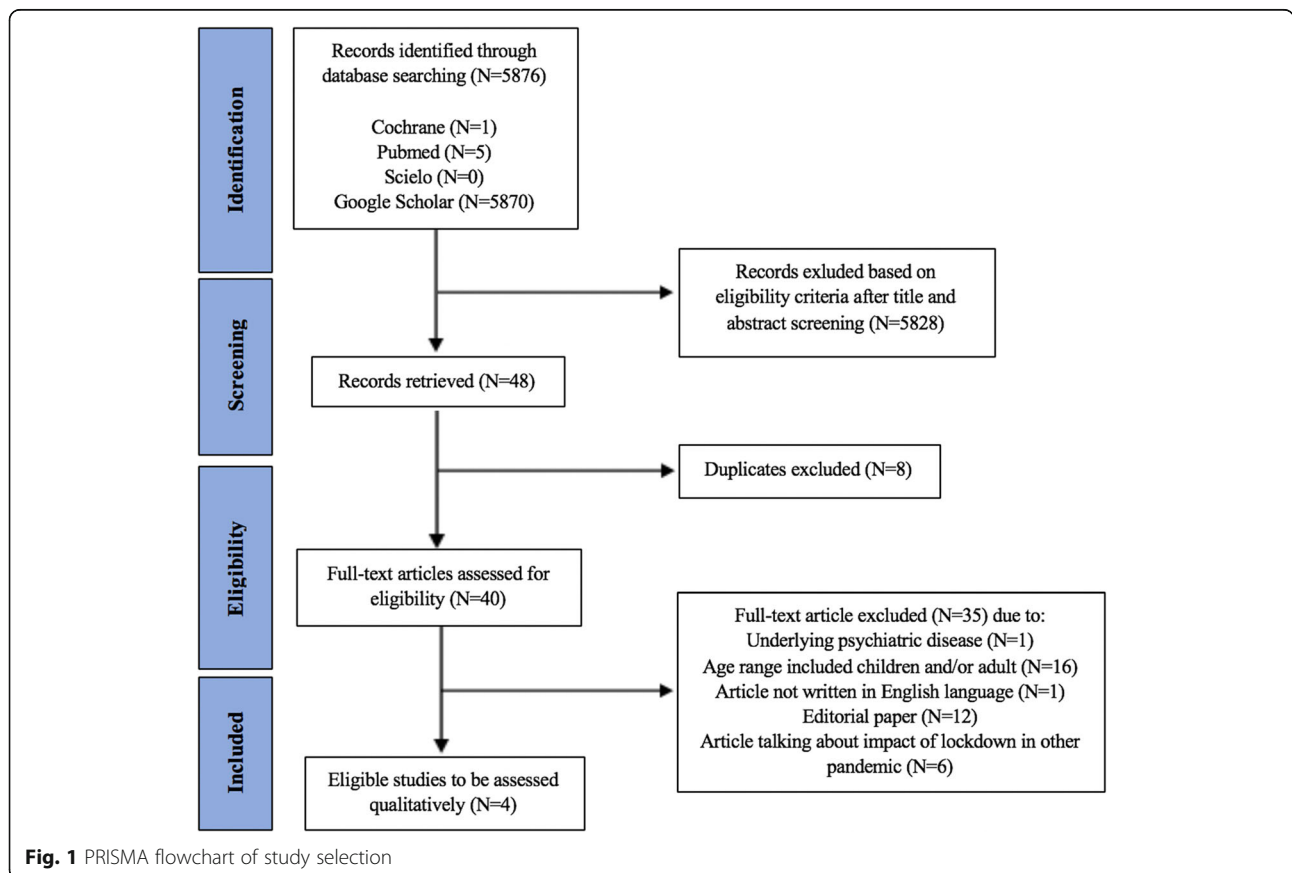 Identification
Records identified through
database searching (N=5876)
Cochrane (N=1)
Pubmed (N=5)
Scielo (N=0)
Google Scholar (N=5870)
Records exluded based on
eligibility criteria after title and
abstract screening (N=5828)
Screening
Records retrieved (N=48)
Duplicates excluded (N=8)
Eligibility
Full-text articles assessed for
eligibility (N=40)
Full-text article excluded (N=35) due to:
Underlying psychiatric disease (N=1)
Age range included children and/or adult (N=16)
Article not written in English language (N=1)
Editorial paper (N=12)
Article talking about impact of lockdown in other
pandemic (N=6)
Included
Eligible studies to be assessed
qualitatively (N=4)
Fig. 1 PRISMA flowchart of study selection